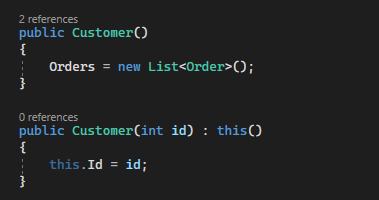 2 references
public Customer()
{
Orders = new List<Order>();
}
0 references
public Customer(int id) : this()
{
this.Id = id;
}